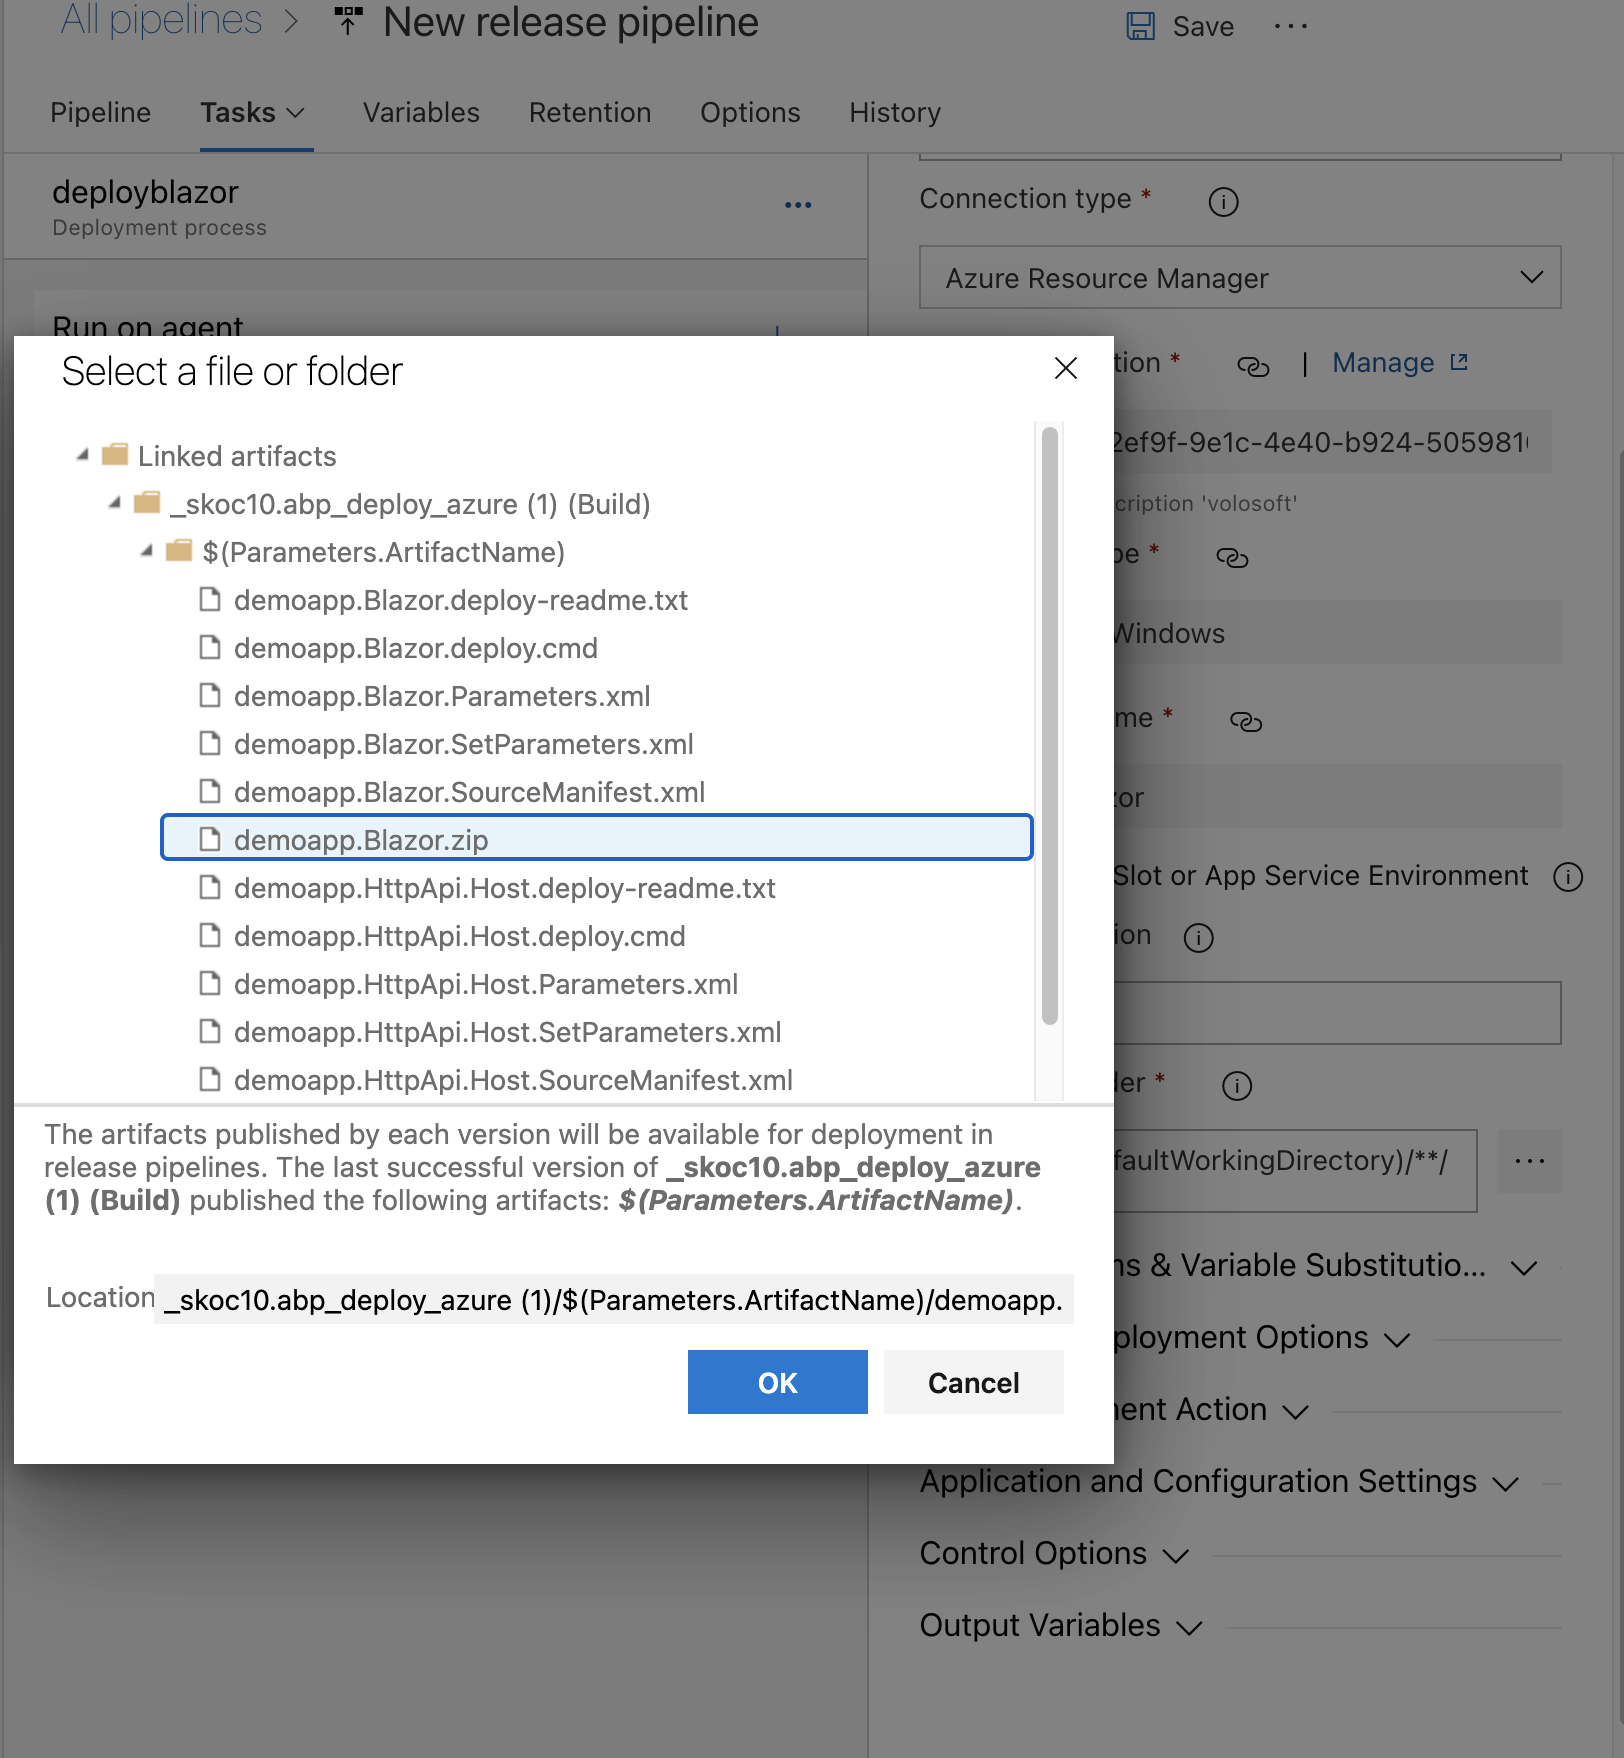 All pipelines > New release pipeline
Save ...
Pipeline Tasks Variables Retention Options History
deployblazor
Deployment process
...
Run on agent
Connection type *
Azure Resource Manager
tion * | Manage
2ef9f-9e1c-4e40-b924-505981
cription 'volosoft'
pe *
Windows
me *
zor
Slot or App Service Environment
ion
der *
faultWorkingDirectory)/**/
...
ns & Variable Substitutio...
ployment Options
ent Action
Application and Configuration Settings
Control Options
Output Variables
Select a file or folder
Linked artifacts
_skoc10.abp_deploy_azure (1) (Build)
$(Parameters.ArtifactName)
demoapp.Blazor.deploy-readme.txt
demoapp.Blazor.deploy.cmd
demoapp.Blazor.Parameters.xml
demoapp.Blazor.SetParameters.xml
demoapp.Blazor.SourceManifest.xml
demoapp.Blazor.zip
demoapp.HttpApi.Host.deploy-readme.txt
demoapp.HttpApi.Host.deploy.cmd
demoapp.HttpApi.Host.Parameters.xml
demoapp.HttpApi.Host.SetParameters.xml
demoapp.HttpApi.Host.SourceManifest.xml
The artifacts published by each version will be available for deployment in
release pipelines. The last successful version of _skoc10.abp_deploy_azure
(1) (Build) published the following artifacts: $(Parameters.ArtifactName).
Location _skoc10.abp_deploy_azure (1)/$(Parameters.ArtifactName)/demoapp.
OK Cancel